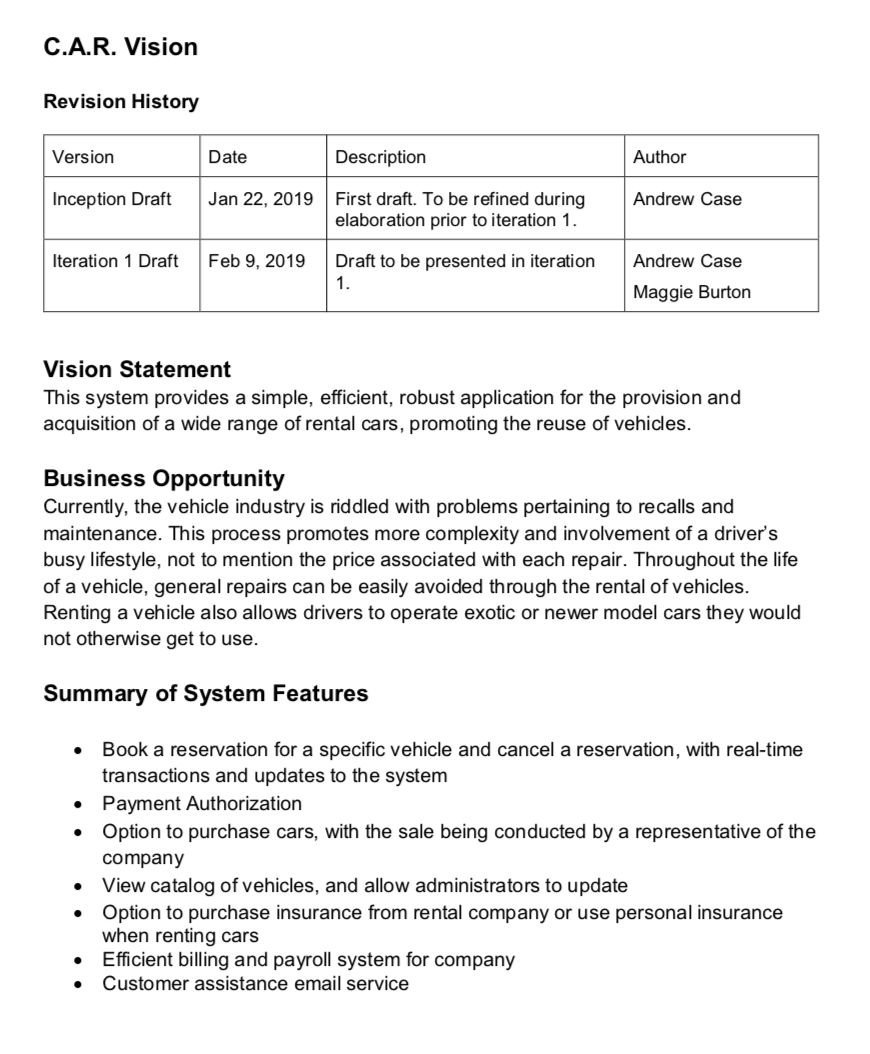 C.A.R. Vision
Revision History
Version Date Description Author
Inception Draft Jan 22, 2019 First draft. To be refined during Andrew Case
elaboration prior to iteration 1.
Iteration 1 Draft Feb 9, 2019 Draft to be presented in iteration Andrew Case
1.
Maggie Burton
Vision Statement
This system provides a simple, efficient, robust application for the provision and
acquisition of a wide range of rental cars, promoting the reuse of vehicles.
Business Opportunity
Currently, the vehicle industry is riddled with problems pertaining to recalls and
maintenance. This process promotes more complexity and involvement of a driver’s
busy lifestyle, not to mention the price associated with each repair. Throughout the life
of a vehicle, general repairs can be easily avoided through the rental of vehicles.
Renting a vehicle also allows drivers to operate exotic or newer model cars they would
not otherwise get to use.
Summary of System Features
• Book a reservation for a specific vehicle and cancel a reservation, with real-time
transactions and updates to the system
• Payment Authorization
• Option to purchase cars, with the sale being conducted by a representative of the
company
• View catalog of vehicles, and allow administrators to update
• Option to purchase insurance from rental company or use personal insurance
when renting cars
• Efficient billing and payroll system for company
• Customer assistance email service